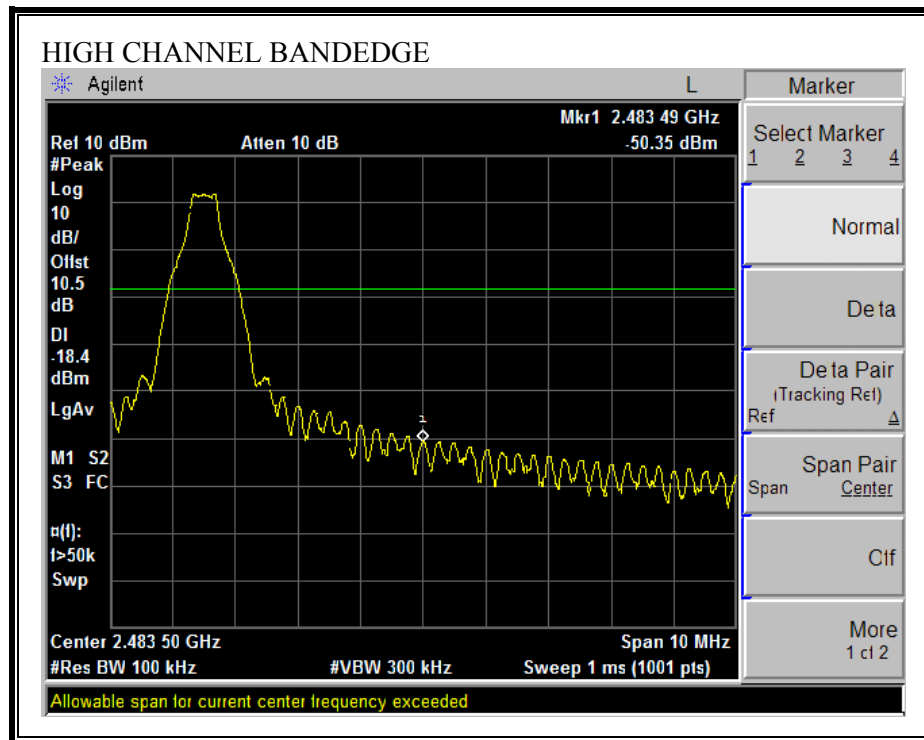 HIGH CHANNEL BANDEDGE
Agilent L
Mkr1 2.483 49 GHz
Ref 10 dBm Atten 10 dB -50.35 dBm
#Peak
Log
10
dB/
Offst
10.5
dB
DI
-18.4
dBm
LgAv
M1 S2
S3 FC
¤(f):
f>50k
Swp
1
Center 2.483 50 GHz Span 10 MHz
#Res BW 100 kHz #VBW 300 kHz Sweep 1 ms (1001 pts)
Allowable span for current center frequency exceeded
Marker
Select Marker
1 2 3 4
Normal
Delta
Delta Pair
(Tracking Ref)
Ref Δ
Span Pair
Span Center
Off
More
1 of 2